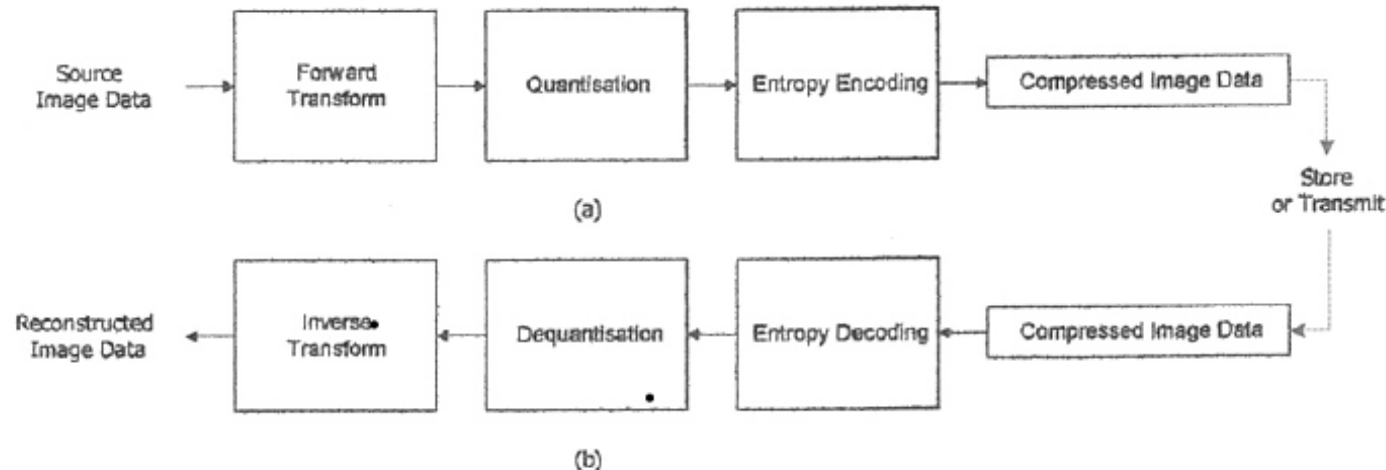 Source
Image Data
Forward
Transform
Quantisation
Entropy Encoding
Compressed Image Data
Store
or Transmit
(a)
Reconstructed
Image Data
Inverse
Transform
Dequantisation
Entropy Decoding
Compressed Image Data
(b)